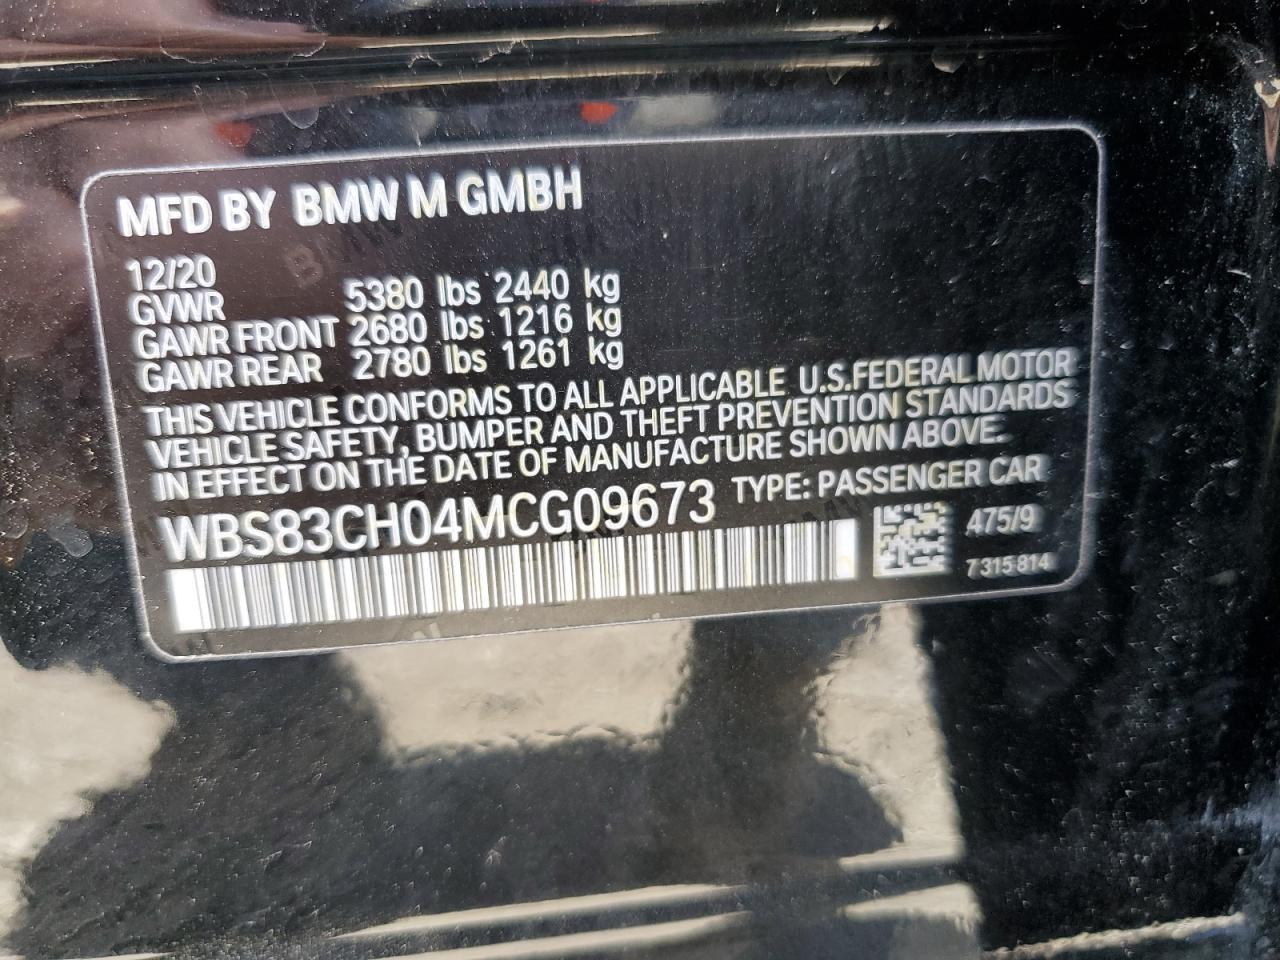 MFD BY BMW M GMBH
12/20
GVWR 5380 lbs 2440 kg
GAWR FRONT 2680 lbs 1216 kg
GAWR REAR 2780 lbs 1261 kg
THIS VEHICLE CONFORMS TO ALL APPLICABLE U.S.FEDERAL MOTOR
VEHICLE SAFETY, BUMPER AND THEFT PREVENTION STANDARDS
IN EFFECT ON THE DATE OF MANUFACTURE SHOWN ABOVE.
WBS83CH04MCG09673 TYPE: PASSENGER CAR
475/9
7 315 814